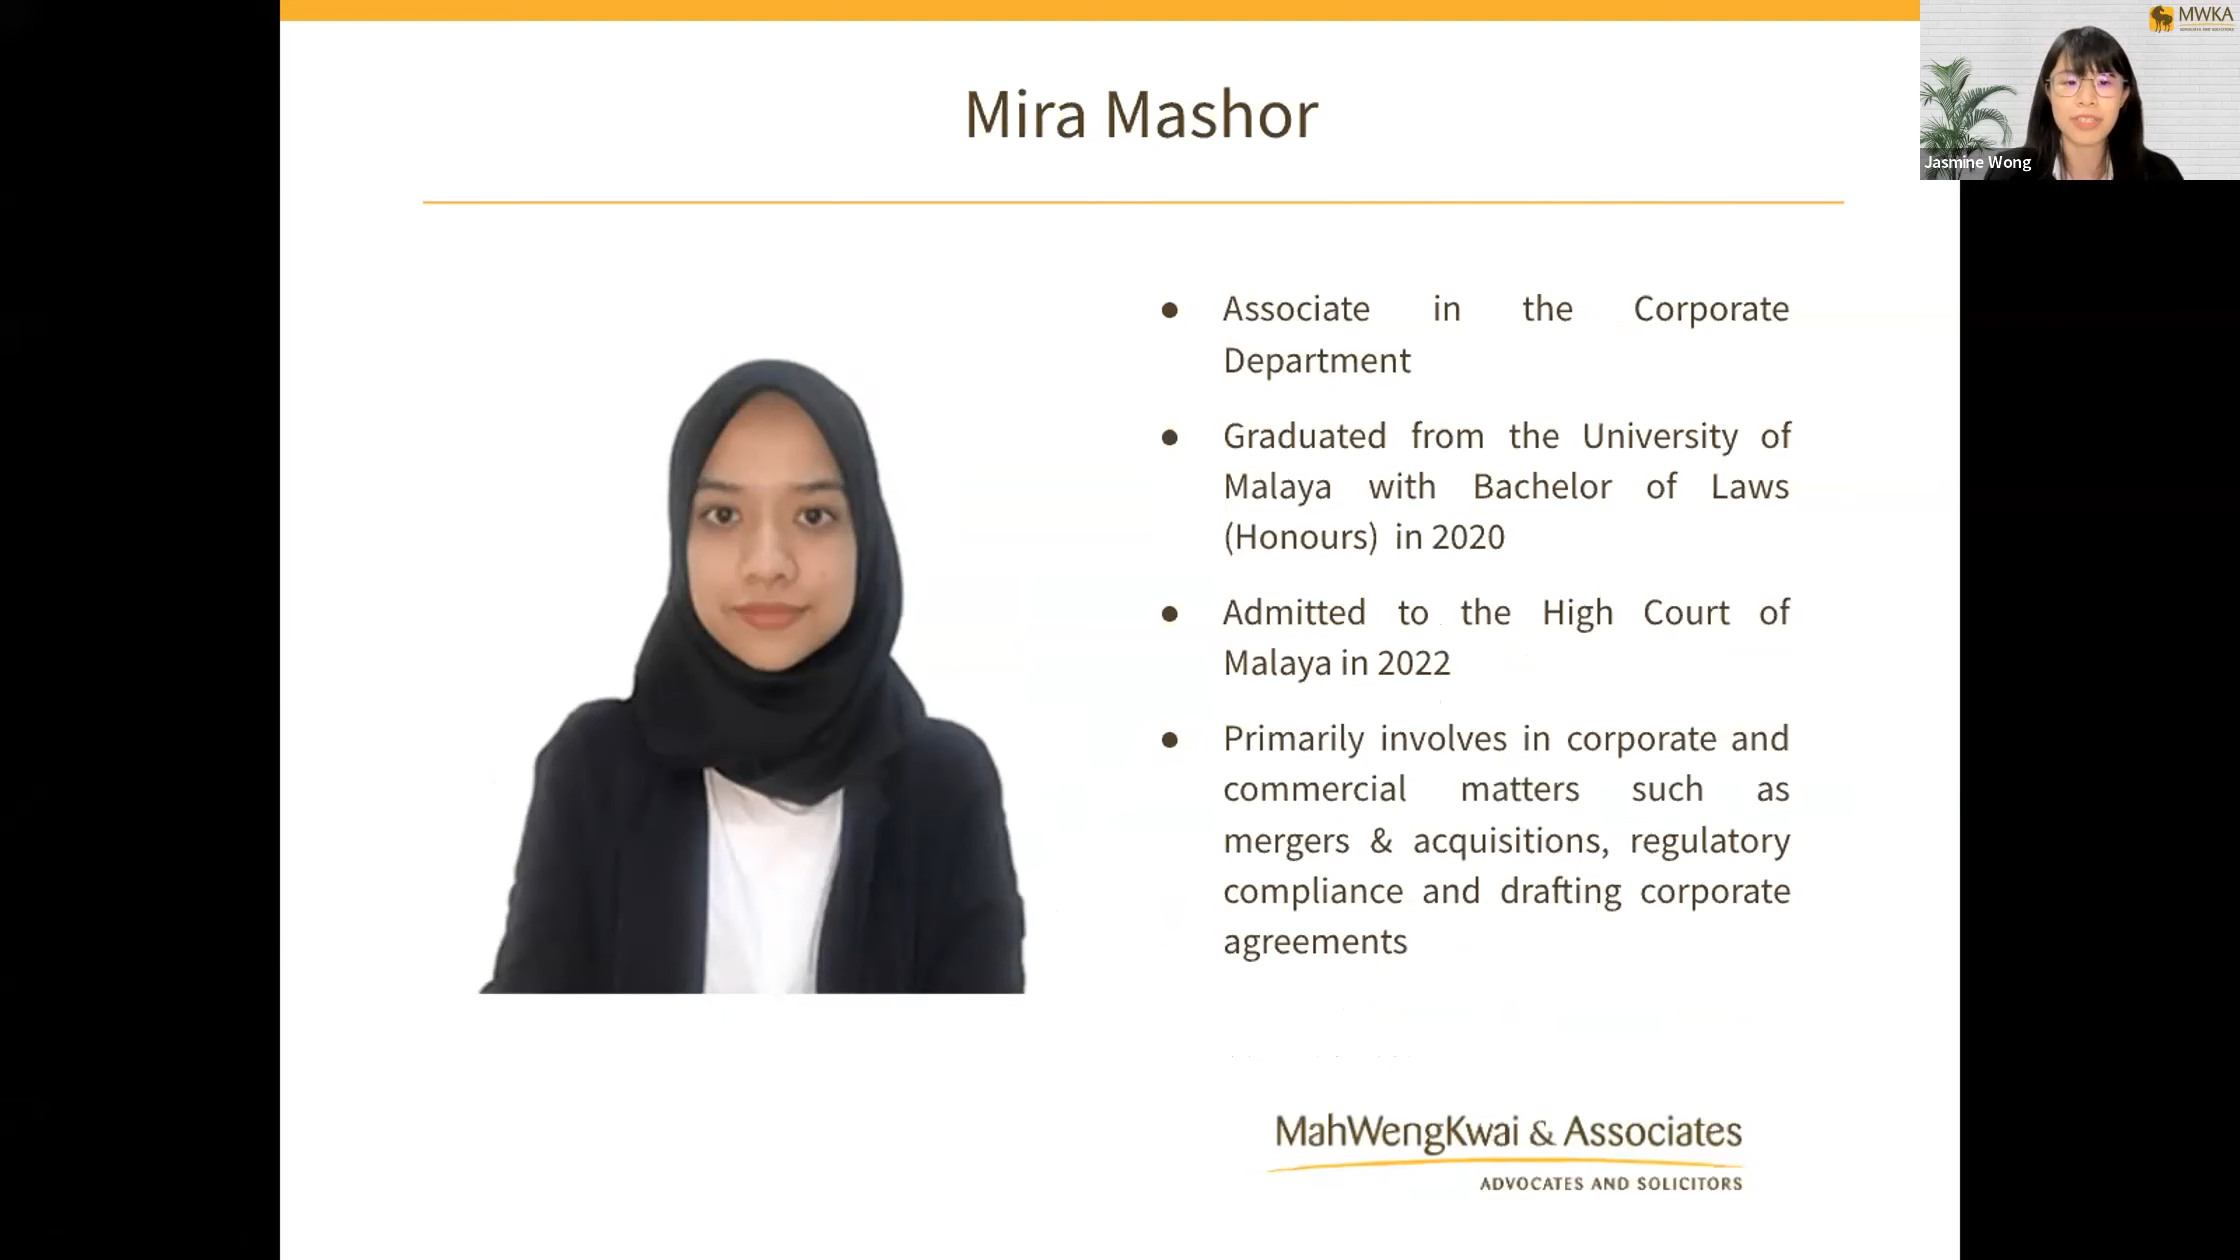 Mira Mashor
MWKA
Jasmine Wong
● Associate in the Corporate
Department
● Graduated from the University of
Malaya with Bachelor of Laws
(Honours) in 2020
● Admitted to the High Court of
Malaya in 2022
● Primarily involves in corporate and
commercial matters such as
mergers & acquisitions, regulatory
compliance and drafting corporate
agreements
MahWengKwai & Associates
ADVOCATES AND SOLICITORS